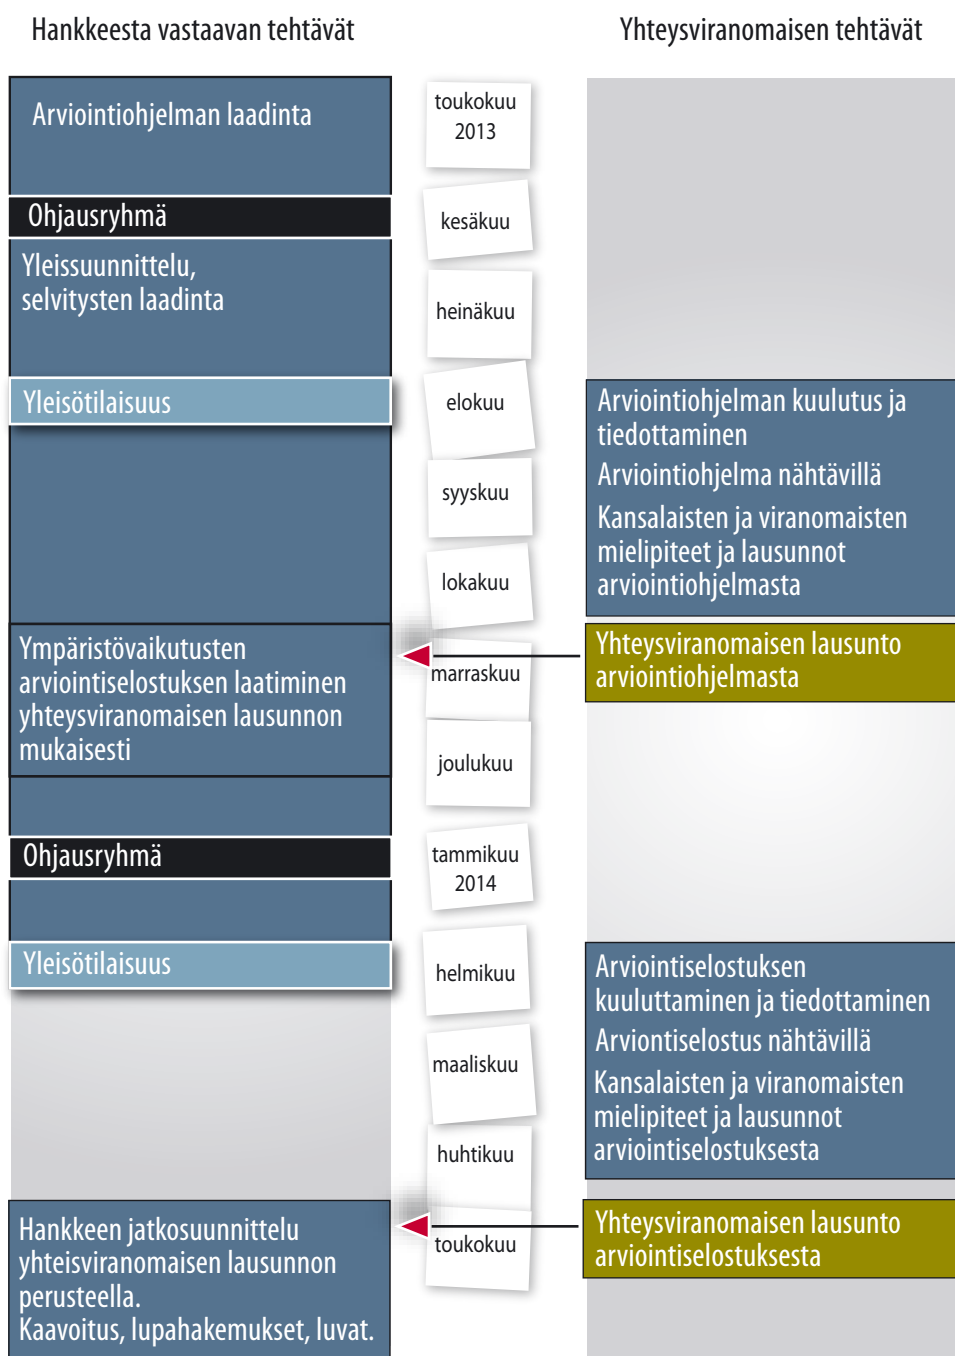 Hankkeesta vastaavan tehtävät
Yhteysviranomaisen tehtävät
Arviointiohjelman laadinta
Ohjausryhmä
Yleissuunnittelu,
selvitysten laadinta
Yleisötilaisuus
Ympäristövaikutusten
arviointiselostuksen laatiminen
yhteysviranomaisen lausunnon
mukaisesti
Ohjausryhmä
Yleisötilaisuus
Hankkeen jatkosuunnittelu
yhteisviranomaisen lausunnon
perusteella.
Kaavoitus, lupahakemukset, luvat.
toukokuu
2013
kesäkuu
heinäkuu
elokuu
syyskuu
lokakuu
marraskuu
joulukuu
tammikuu
2014
helmikuu
maaliskuu
huhtikuu
toukokuu
Arviointiohjelman kuulutus ja
tiedottaminen
Arviointiohjelma nähtävillä
Kansalaisten ja viranomaisten
mielipiteet ja lausunnot
arviointiohjelmasta
Yhteysviranomaisen lausunto
arviointiohjelmasta
Arviointiselostuksen
kuuluttaminen ja tiedottaminen
Arviontiselostus nähtävillä
Kansalaisten ja viranomaisten
mielipiteet ja lausunnot
arviointiselostuksesta
Yhteysviranomaisen lausunto
arviointiselostuksesta